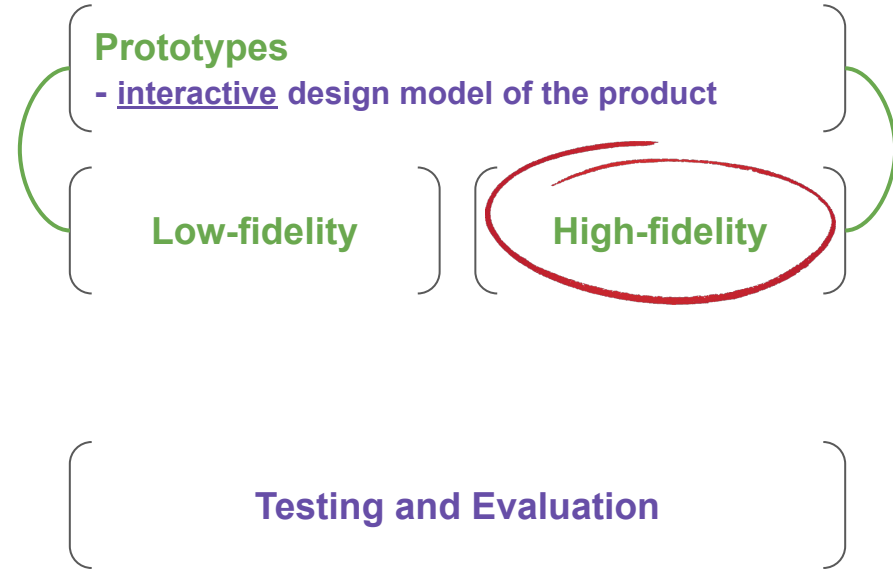 Prototypes
- interactive design model of the product
Low-fidelity
High-fidelity
Testing and Evaluation